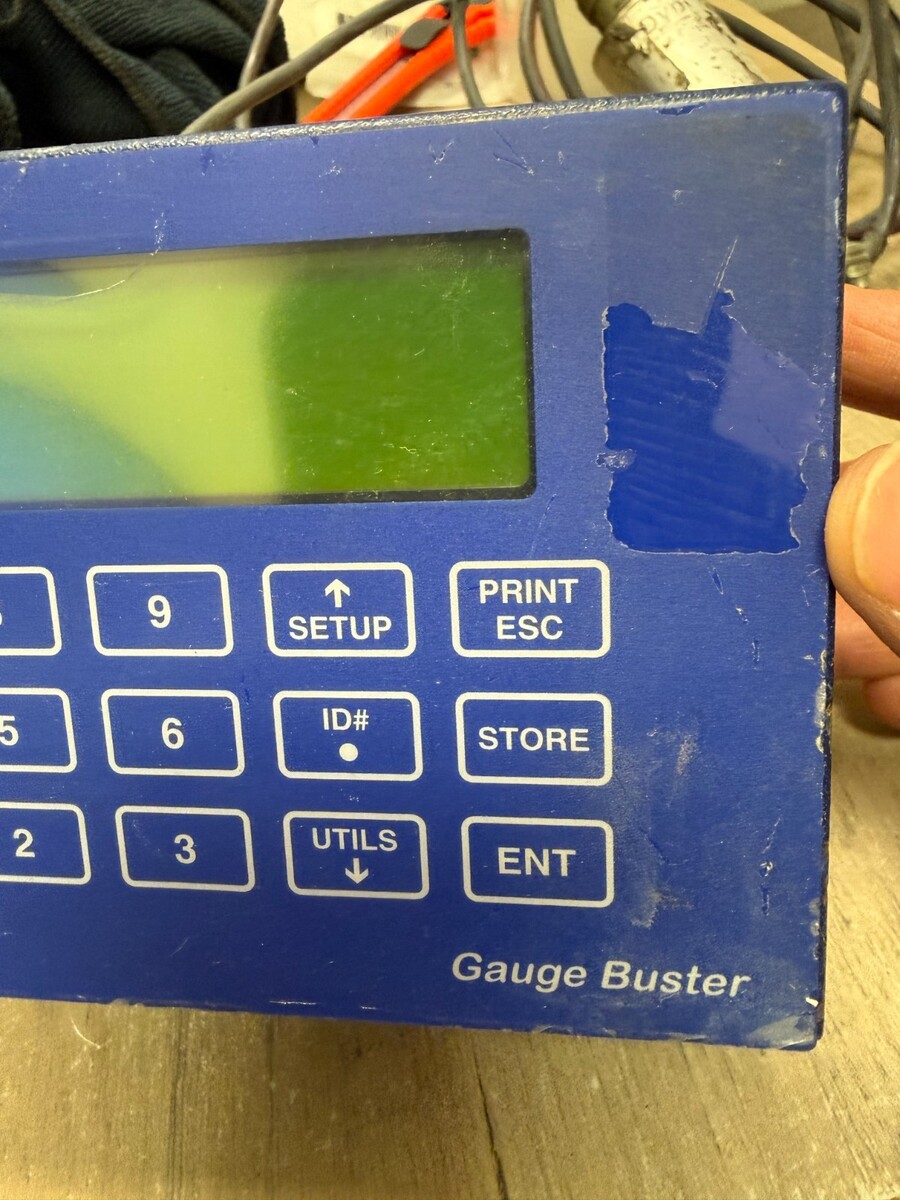 9
↑
SETUP
PRINT
ESC
5
6
ID#
STORE
2
3
UTILS
↓
ENT
Gauge Buster